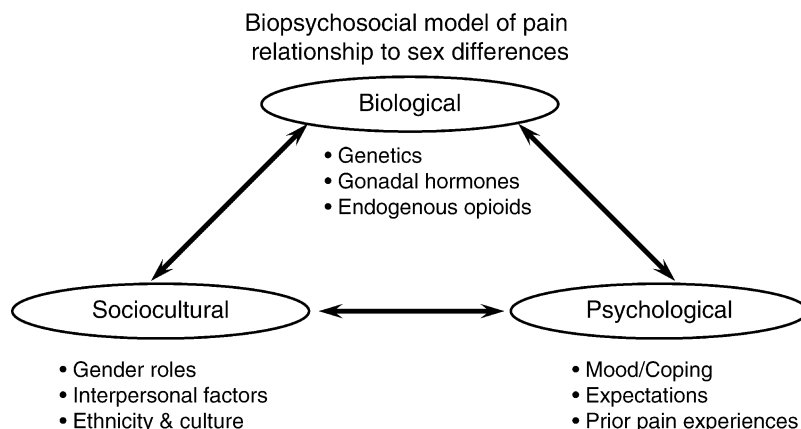 Biopsychosocial model of pain
relationship to sex differences
Biological
• Genetics
• Gonadal hormones
• Endogenous opioids
Sociocultural
• Gender roles
• Interpersonal factors
• Ethnicity & culture
Psychological
• Mood/Coping
• Expectations
• Prior pain experiences